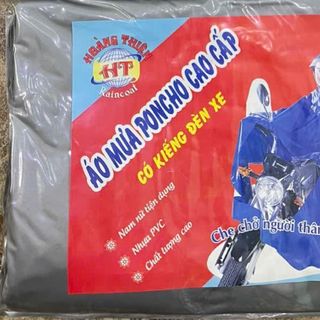 HOÀNG THIÊN
HT
Raincoat
ÁO MƯA PONCHO CAO CẤP
CÓ KIẾNG ĐÈN XE
Nam nữ tiện dụng
Nhựa PVC
Chất lượng cao
Che chở người thân